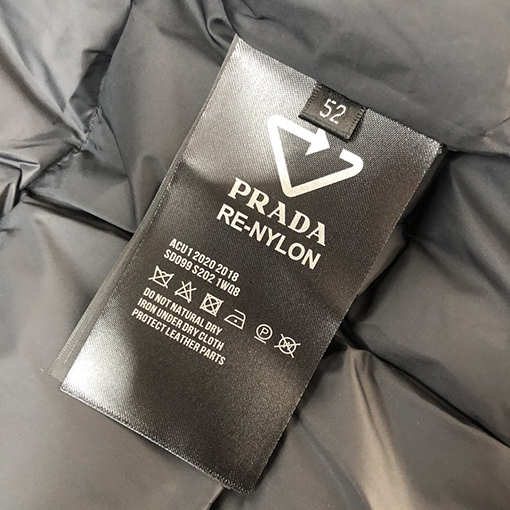 52
PRADA
RE-NYLON
ACU1 2020 2018
SD099 S202 1WQ8
DO NOT NATURAL DRY
IRON UNDER DRY CLOTH
PROTECT LEATHER PARTS